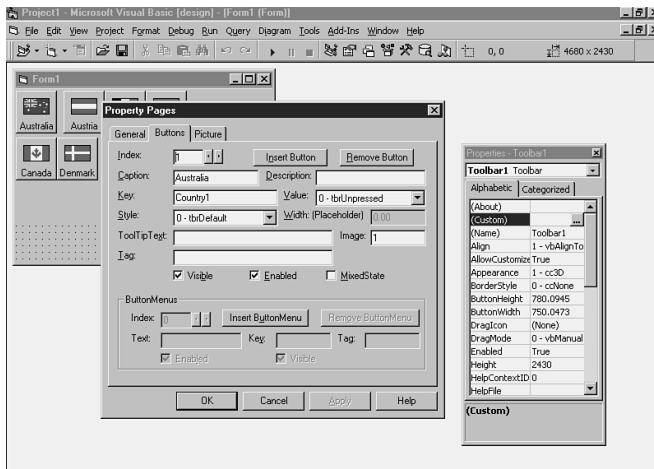 Project1 - Microsoft Visual Basic [design] - [Form1 (Form)]
File Edit View Project Format Debug Run Query Diagram Tools Add-Ins Window Help
0, 0 4680 x 2430
Form1
Australia Austria
Canada Denmark
Property Pages
General Buttons Picture
Index: 1 Insert Button Remove Button
Caption: Australia Description:
Key: Country1 Value: 0 - tbrUnpressed
Style: 0 - tbrDefault Width: (Placeholder) 0.00
ToolTipText: Image: 1
Tag:
Visible Enabled MixedState
ButtonMenus
Index: 0 Insert ButtonMenu Remove ButtonMenu
Text: Key: Tag:
Enabled Visible
OK Cancel Apply Help
Properties - Toolbar1
Toolbar1 Toolbar
Alphabetic Categorized
(About)
(Custom) ...
(Name) Toolbar1
Align 1 - vbAlignTo
AllowCustomize True
Appearance 1 - cc3D
BorderStyle 0 - ccNone
ButtonHeight 780.0945
ButtonWidth 750.0473
DragIcon (None)
DragMode 0 - vbManual
Enabled True
Height 2430
HelpContextID 0
HelpFile
(Custom)